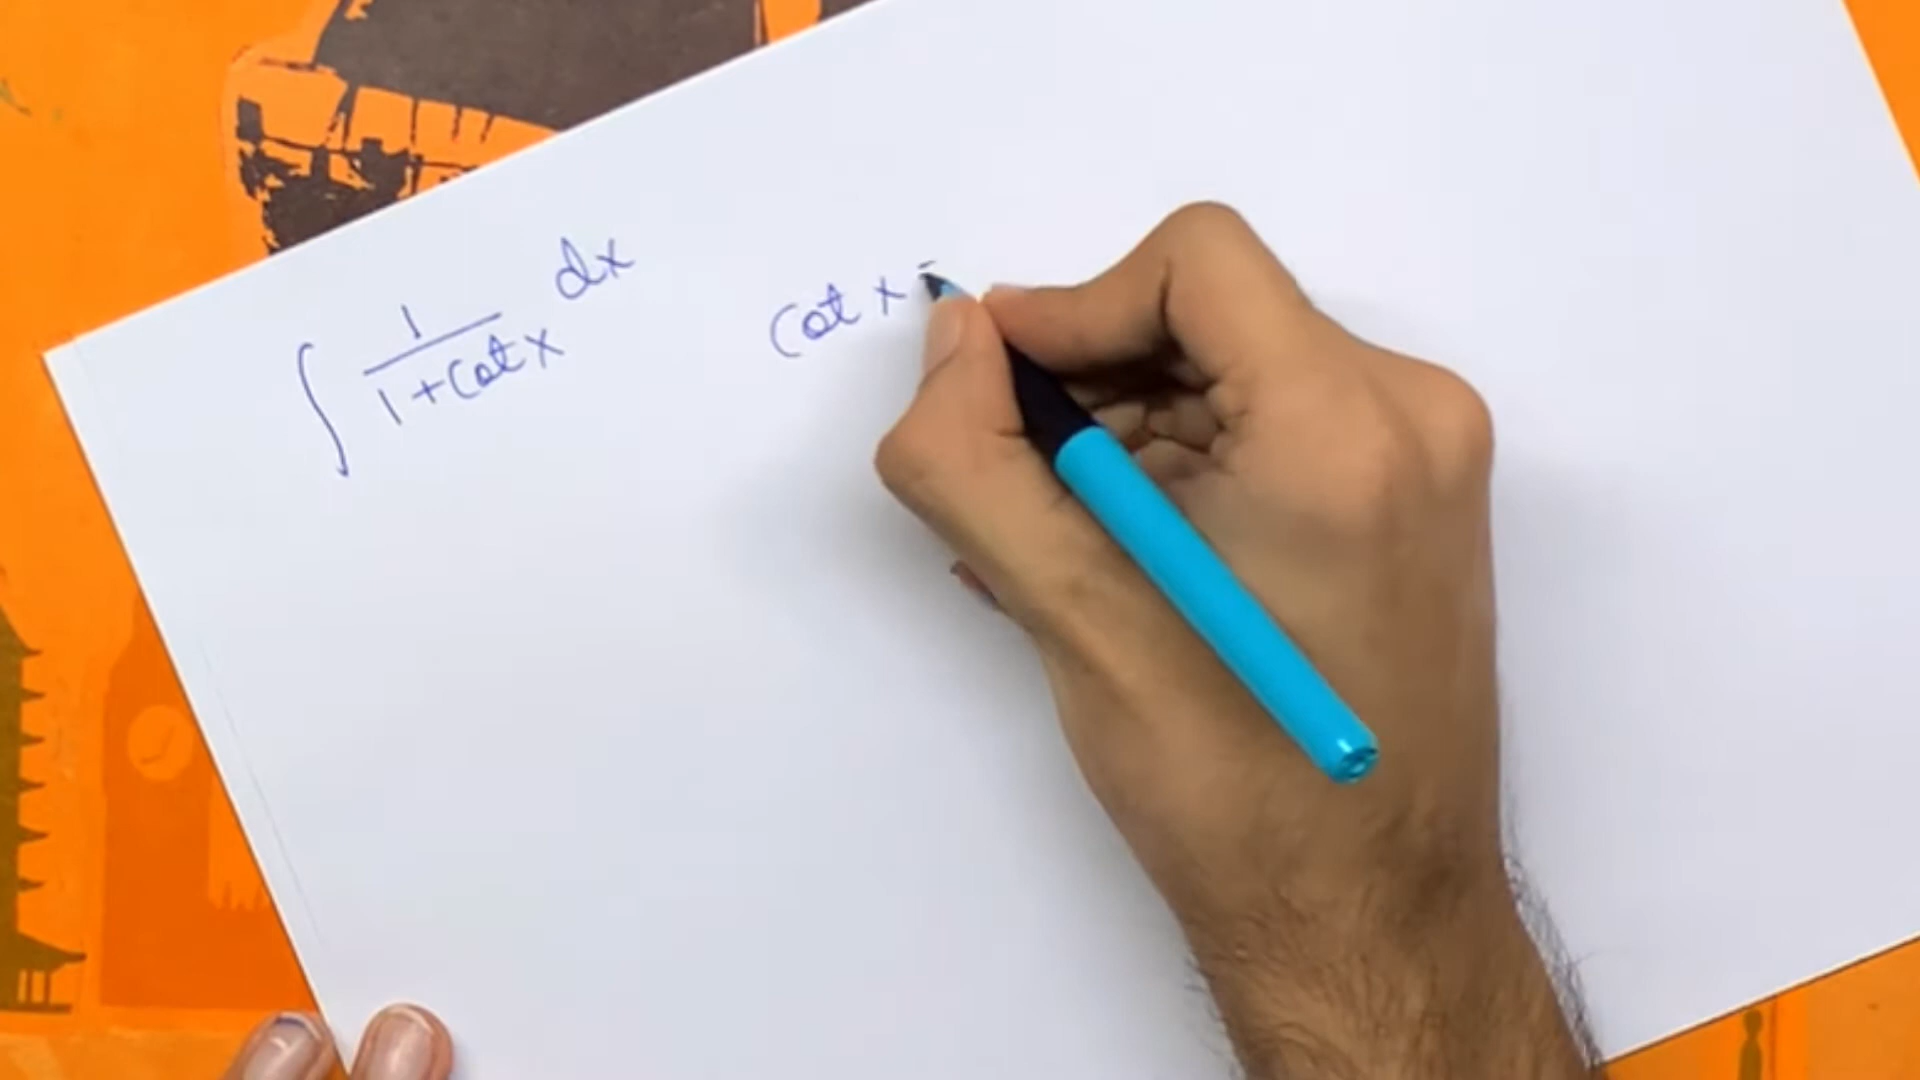 ∫ 1/(1+Cot x) dx
Cot x =